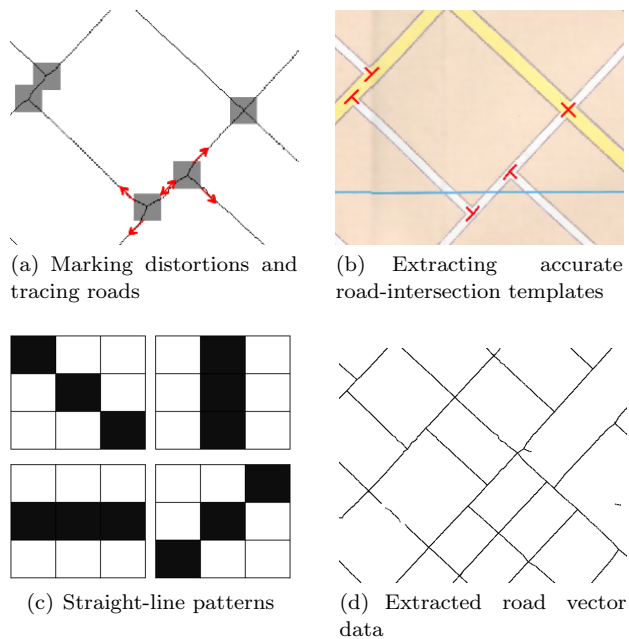 (a) Marking distortions and
tracing roads
(b) Extracting accurate
road-intersection templates
(c) Straight-line patterns
(d) Extracted road vector
data